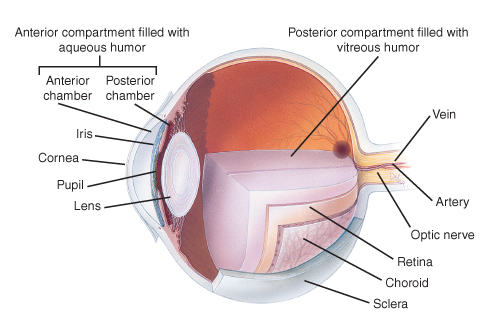 Anterior compartment filled with
aqueous humor
Anterior
chamber
Posterior
chamber
Iris
Cornea
Pupil
Lens
Posterior compartment filled with
vitreous humor
Vein
Artery
Optic nerve
Retina
Choroid
Sclera